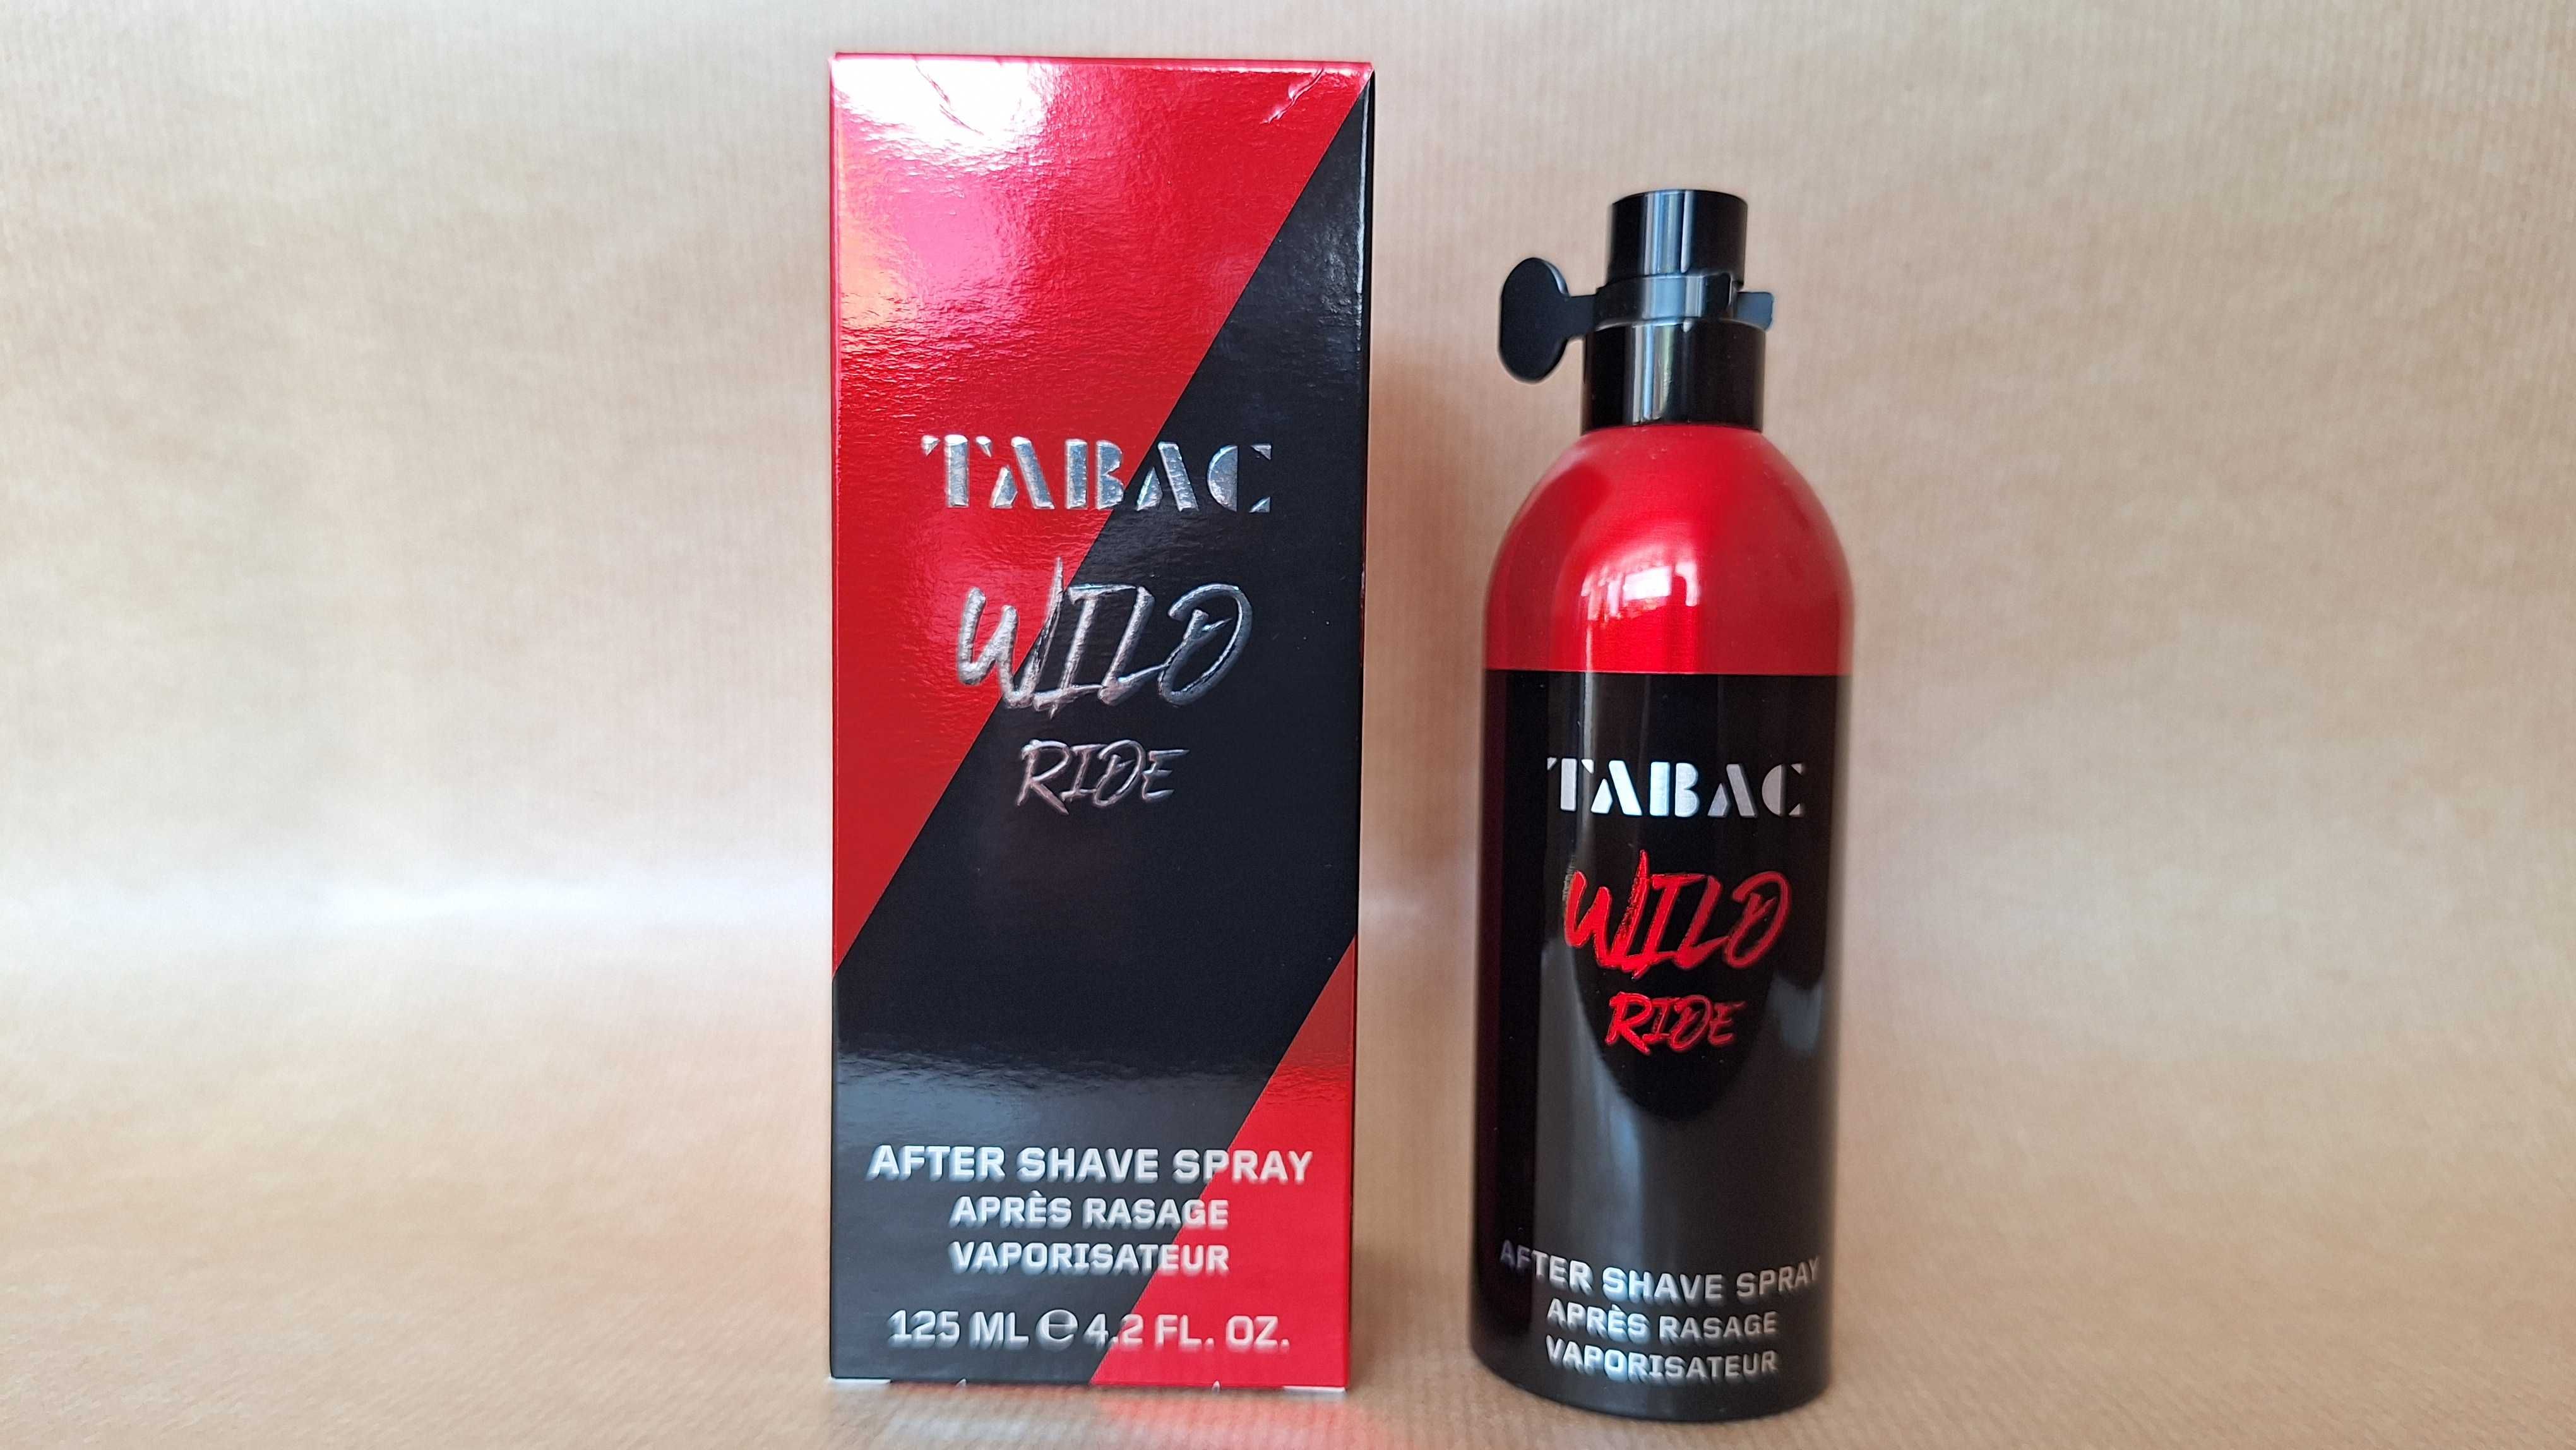 TABAC
WILD
RIDE
AFTER SHAVE SPRAY
APRÈS RASAGE
VAPORISATEUR
125 ML ℮ 4.2 FL. OZ.
TABAC
WILD
RIDE
AFTER SHAVE SPRAY
APRÈS RASAGE
VAPORISATEUR